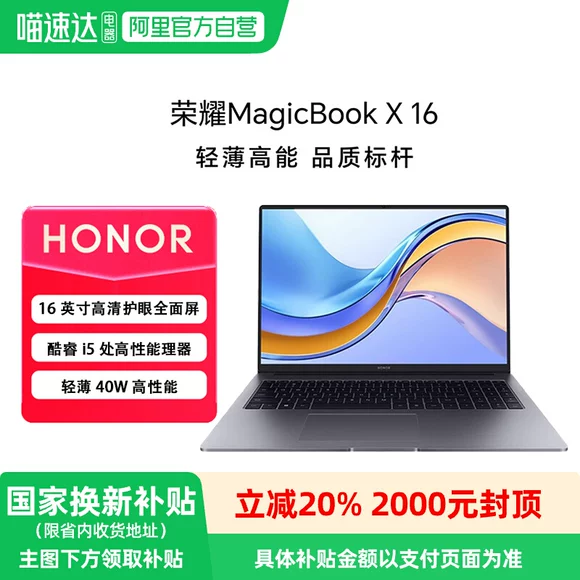 喵速达电器 阿里官方自营
荣耀MagicBook X 16
轻薄高能 品质标杆
HONOR
16 英寸高清护眼全面屏
酷睿 i5 处高性能理器
轻薄 40W 高性能
HONOR
国家换新补贴
(限省内收货地址)
主图下方领取补贴
立减20% 2000元封顶
具体补贴金额以支付页面为准